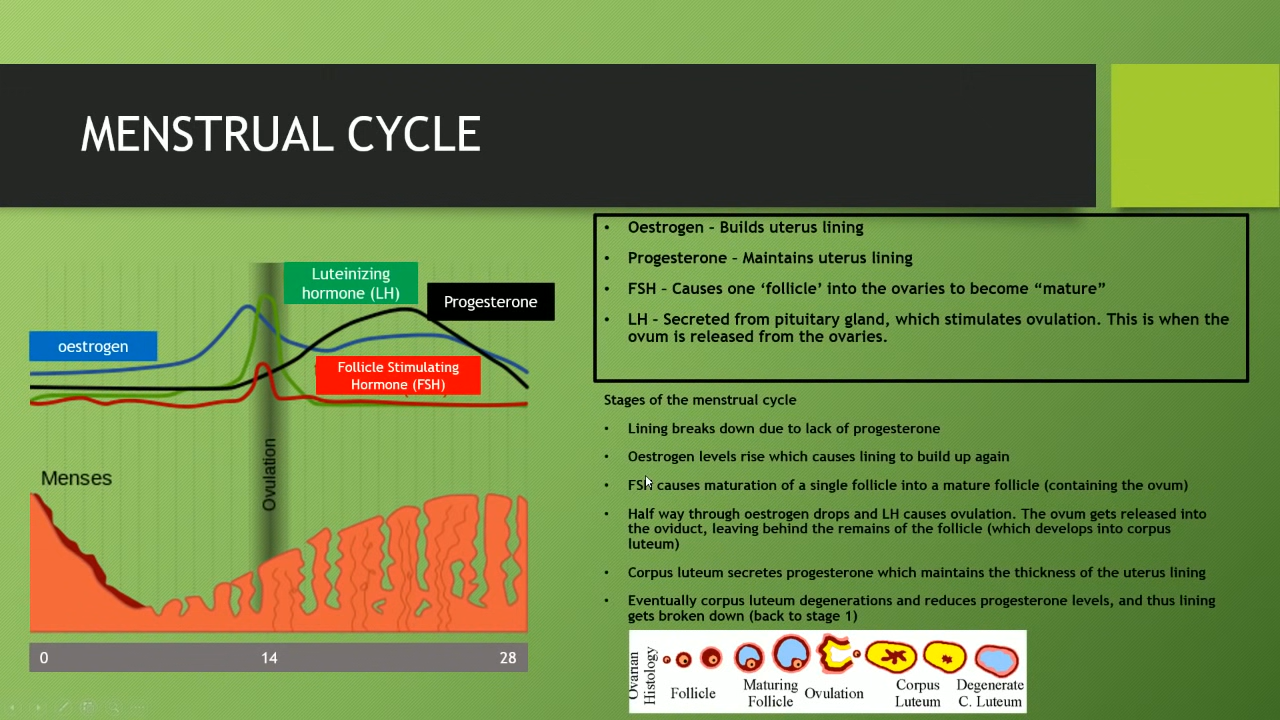 MENSTRUAL CYCLE
Luteinizing
hormone (LH)
Progesterone
oestrogen
Follicle Stimulating
Hormone (FSH)
Ovulation
Menses
0
14
28
• Oestrogen – Builds uterus lining
• Progesterone – Maintains uterus lining
• FSH – Causes one ‘follicle’ into the ovaries to become “mature”
• LH – Secreted from pituitary gland, which stimulates ovulation. This is when the
ovum is released from the ovaries.
Stages of the menstrual cycle
• Lining breaks down due to lack of progesterone
• Oestrogen levels rise which causes lining to build up again
• FSH causes maturation of a single follicle into a mature follicle (containing the ovum)
• Half way through oestrogen drops and LH causes ovulation. The ovum gets released into
the oviduct, leaving behind the remains of the follicle (which develops into corpus
luteum)
• Corpus luteum secretes progesterone which maintains the thickness of the uterus lining
• Eventually corpus luteum degenerations and reduces progesterone levels, and thus lining
gets broken down (back to stage 1)
Ovarian
Histology
Follicle
Maturing
Follicle
Ovulation
Corpus
Luteum
Degenerate
C. Luteum